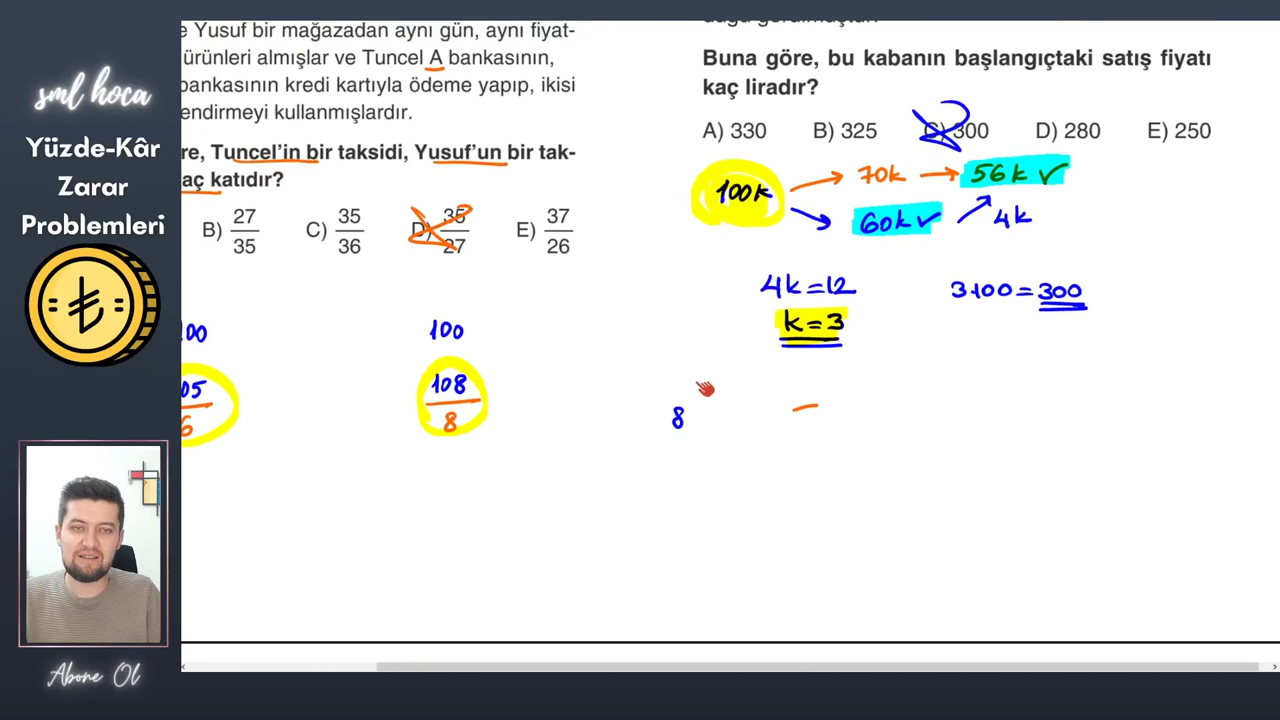 sml hoca
Yüzde-Kâr
Zarar
Problemleri
Abone Ol
e Yusuf bir mağazadan aynı gün, aynı fiyat-
ürünleri almışlar ve Tuncel A bankasının,
bankasının kredi kartıyla ödeme yapıp, ikisi
endirmeyi kullanmışlardır.
re, Tuncel'in bir taksidi, Yusuf'un bir tak-
aç katıdır?
B) 27/35 C) 35/36 D) 35/27 E) 37/26
100 100
105/6 108/8
8
Buna göre, bu kabanın başlangıçtaki satış fiyatı
kaç liradır?
A) 330 B) 325 C) 300 D) 280 E) 250
100k → 70k → 56k ✓
60k ✓ 4k
4k = 12 3·100 = 300
k = 3